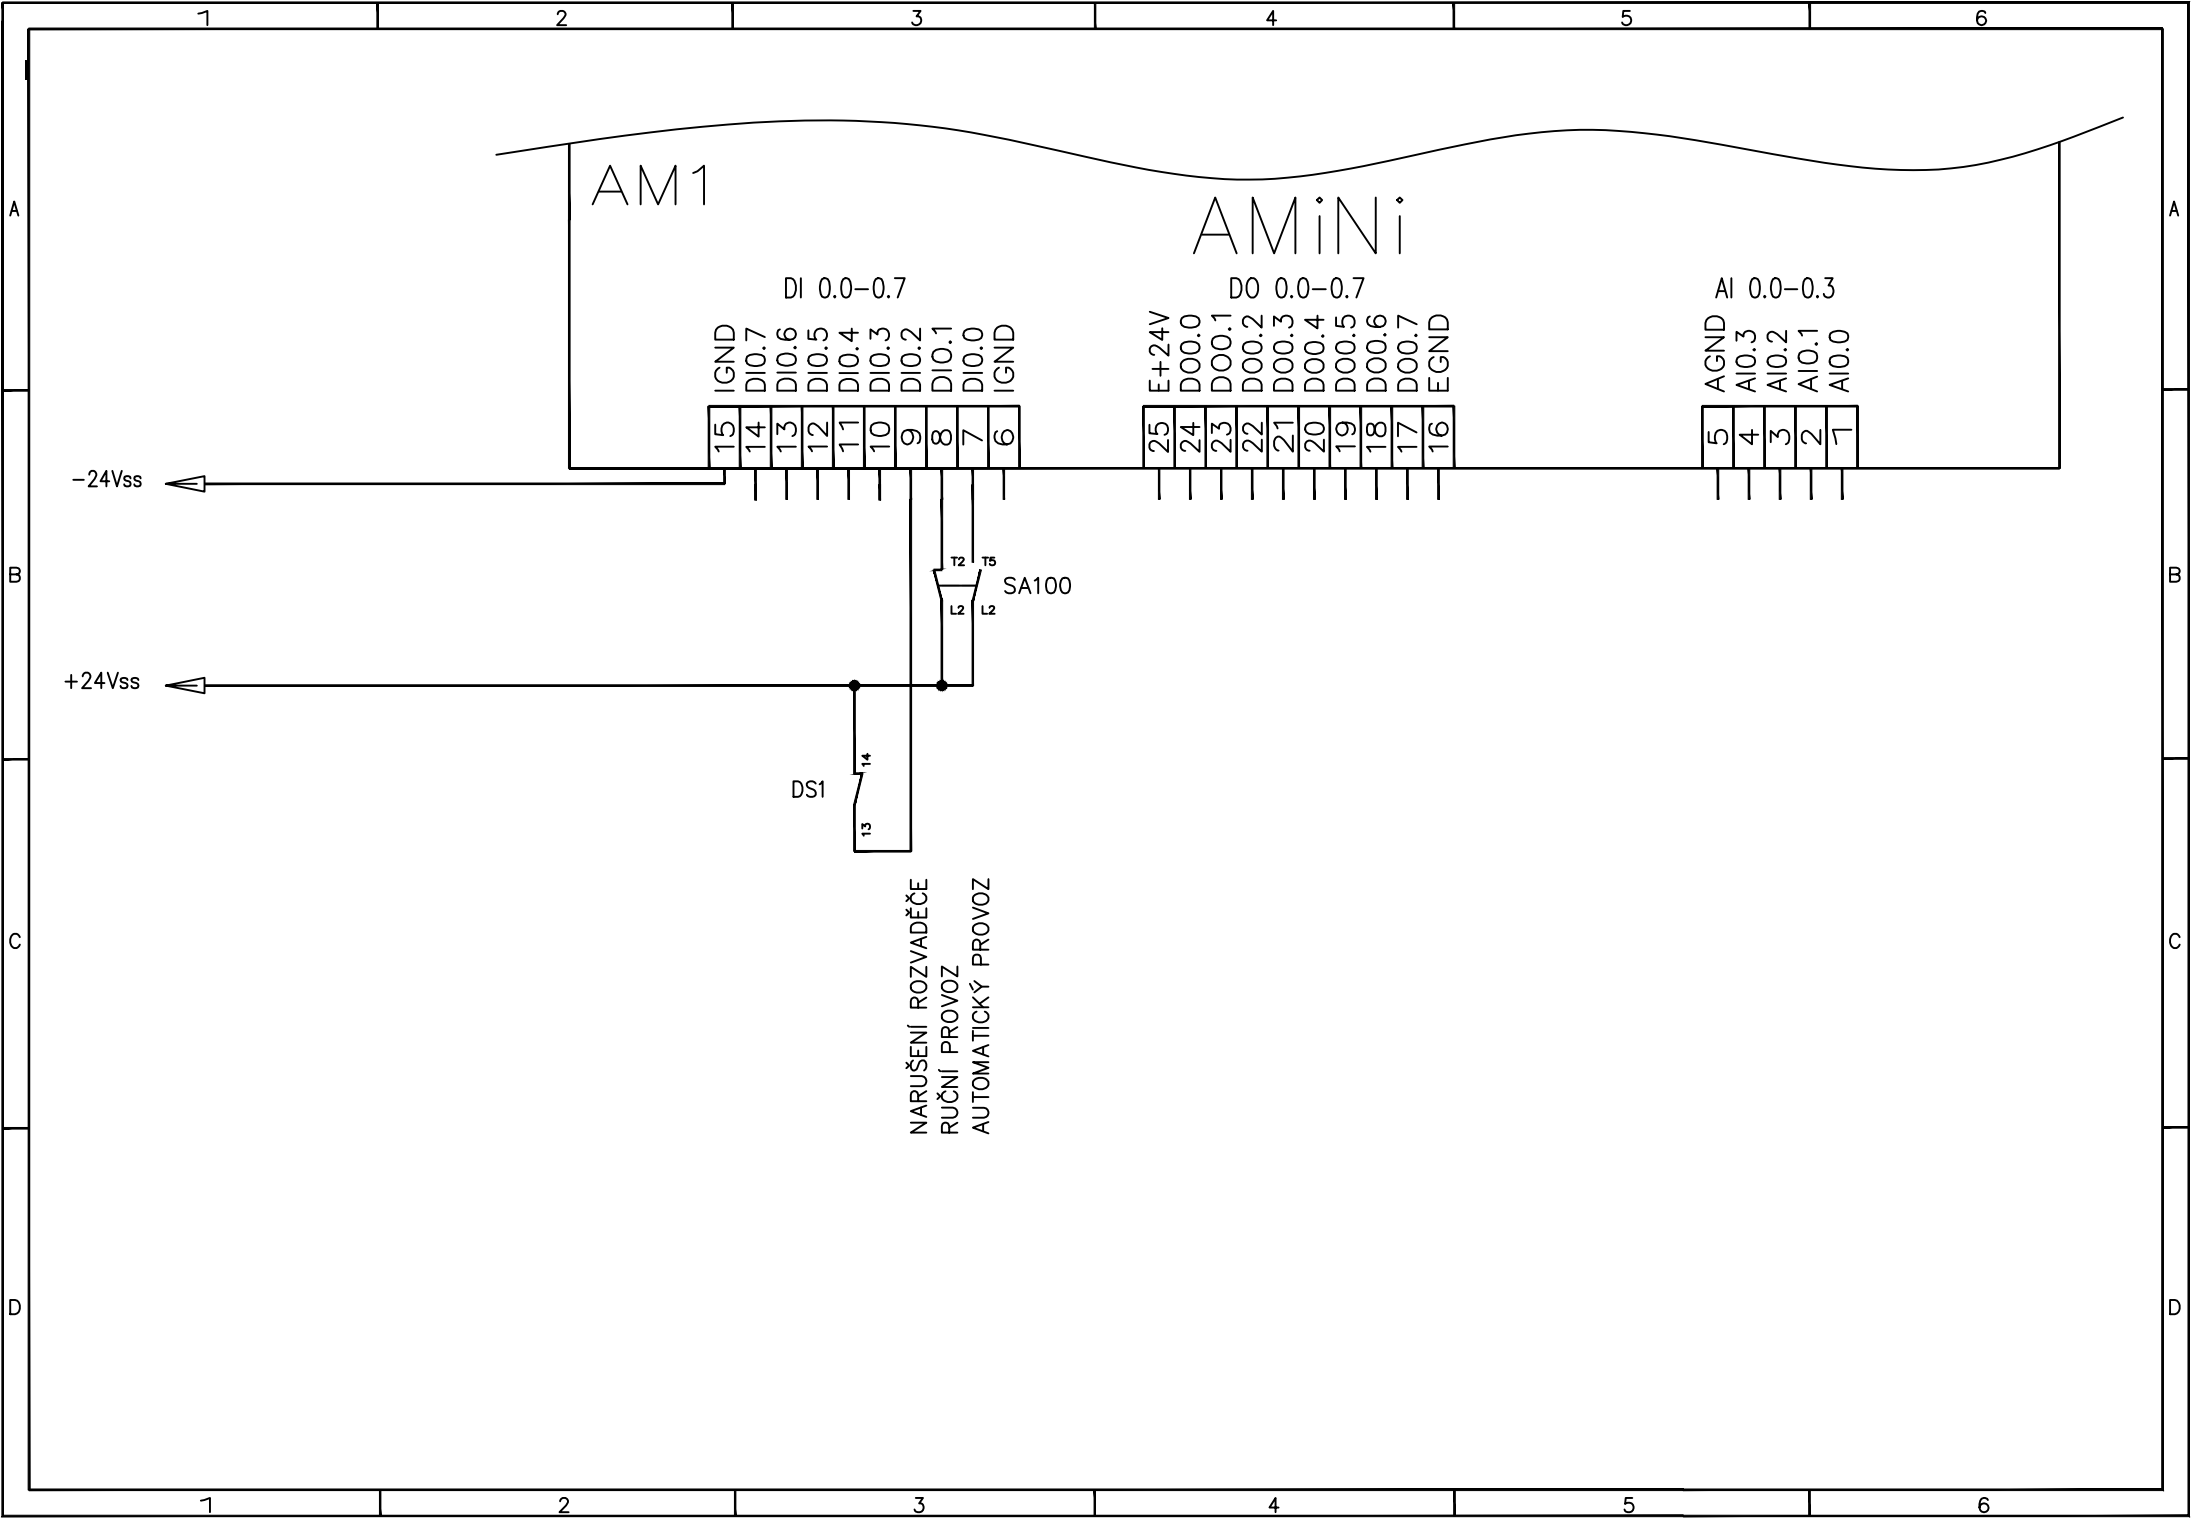 1 2 3 4 5 6
AM1
AMiNi
A A
DI 0.0-0.7 DO 0.0-0.7 AI 0.0-0.3
IGND DI0.7 DI0.6 DI0.5 DI0.4 DI0.3 DI0.2 DI0.1 DI0.0 IGND
E+24V DO0.0 DO0.1 DO0.2 DO0.3 DO0.4 DO0.5 DO0.6 DO0.7 EGND
AGND AI0.3 AI0.2 AI0.1 AI0.0
15 14 13 12 11 10 9 8 7 6
25 24 23 22 21 20 19 18 17 16
5 4 3 2 1
-24Vss
T2 T5
B B
SA100
L2 L2
+24Vss
14
DS1
13
NARUŠENÍ ROZVADĚČE
RUČNÍ PROVOZ
AUTOMATICKÝ PROVOZ
C C
D D
1 2 3 4 5 6